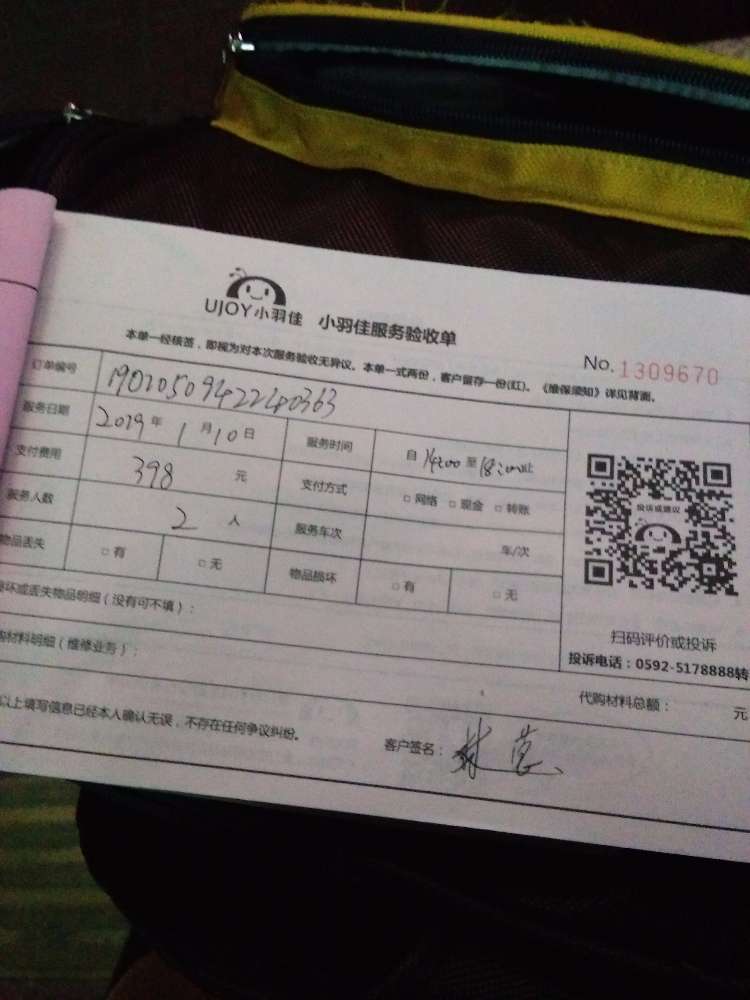 UJOY小羽佳 小羽佳服务验收单
No.1309670
本单一经核签，即视为对本次服务验收无异议。本单一式两份，客户留存一份(红)。《维保须知》详见背面。
订单编号 19010509422240363
服务日期 2019年1月10日 服务时间 自14:00至18:00止
支付费用 398元 支付方式 □网络 □现金 □转账
服务人数 2人 服务车次 车/次
物品丢失 □有 □无 物品损坏 □有 □无
损坏或丢失物品明细（没有可不填）：
购材料明细（维修业务）：
投诉或建议
扫码评价或投诉
投诉电话：0592-5178888转
代购材料总额： 元
以上填写信息已经本人确认无误，不存在任何争议纠纷。 客户签名：